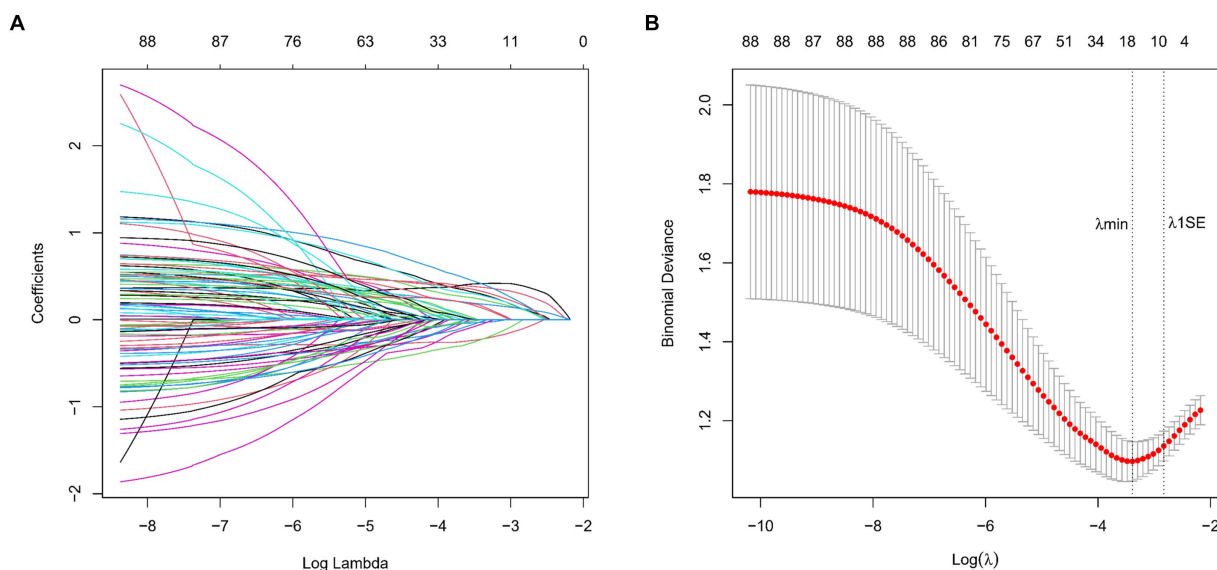 A
88 87 76 63 33 11 0
Coefficients
2
1
0
−1
−2
−8 −7 −6 −5 −4 −3 −2
Log Lambda
B
88 88 87 88 88 88 86 81 75 67 51 34 18 10 4
Binomial Deviance
2.0
1.8
1.6
1.4
1.2
λmin λ1SE
−10 −8 −6 −4 −2
Log(λ)